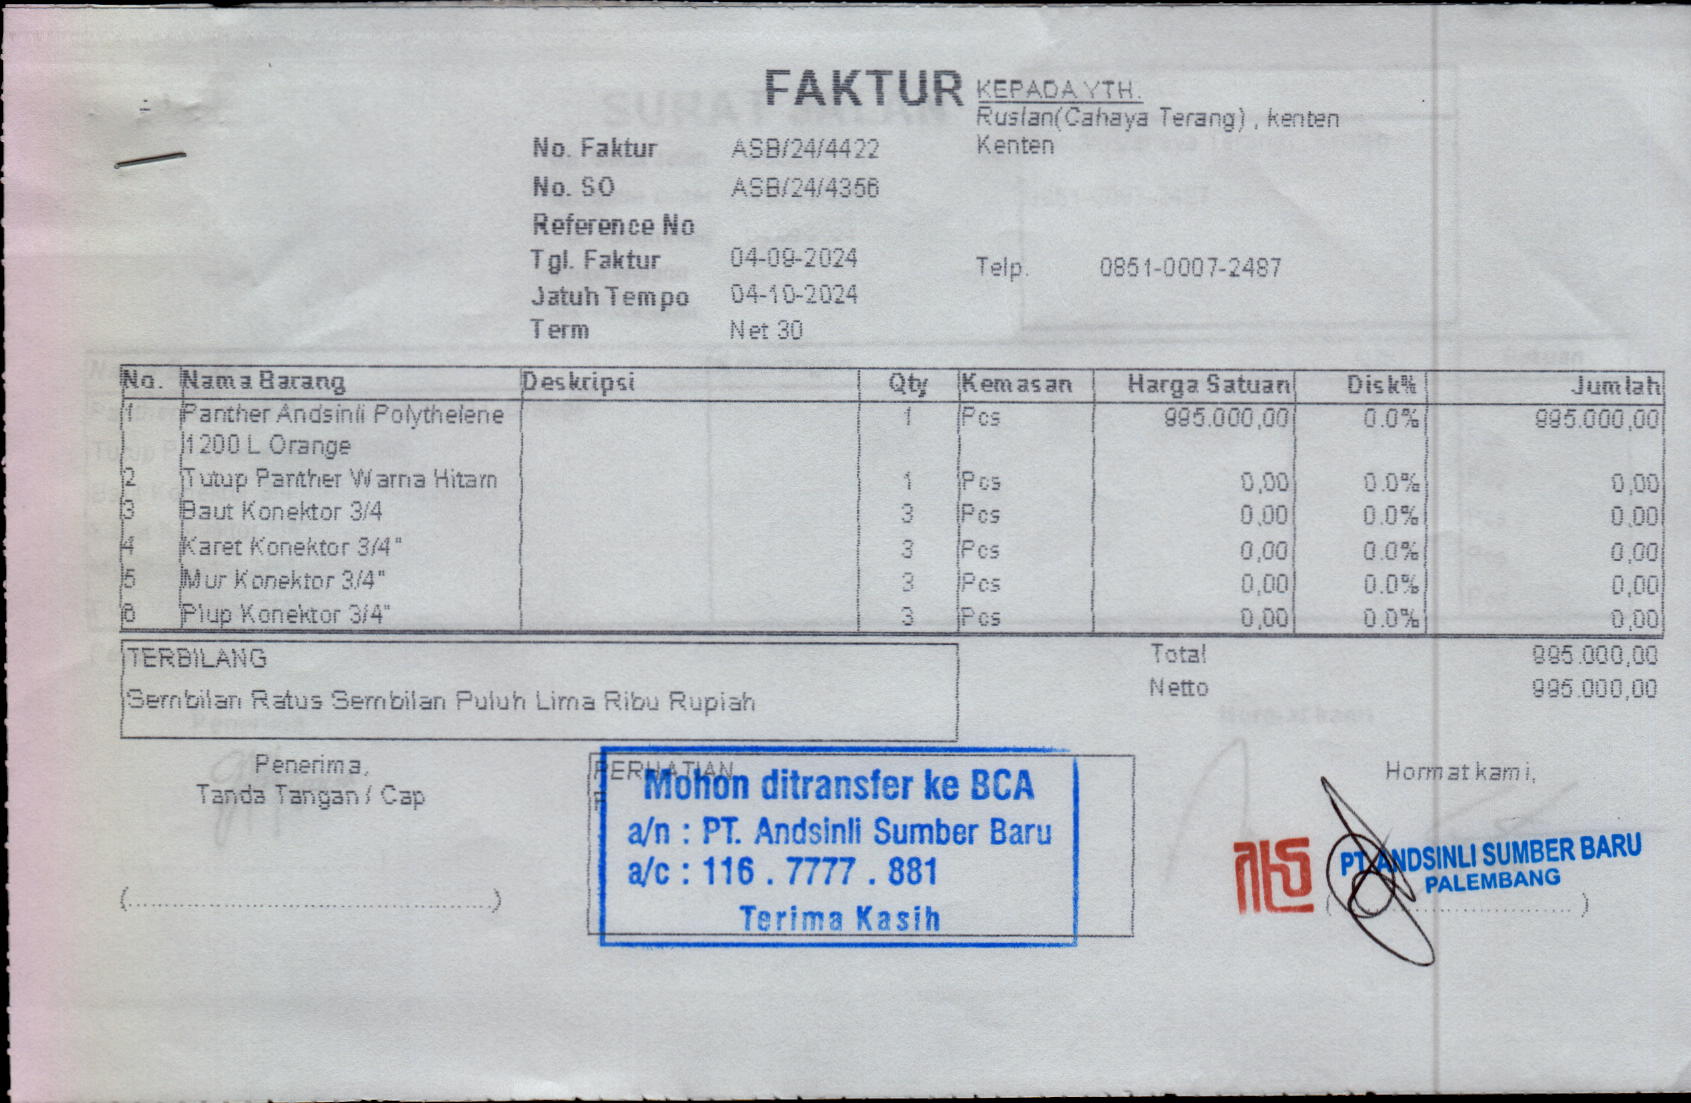 FAKTUR
KEPADA YTH.
Ruslan(Cahaya Terang) , kenten
Kenten
No. Faktur ASB/24/4422
No. SO ASB/24/4356
Reference No
Tgl. Faktur 04-09-2024
Telp. 0851-0007-2487
Jatuh Tempo 04-10-2024
Term Net 30
No. Nama Barang Deskripsi Qty Kemasan Harga Satuan Disk% Jumlah
1 Panther Andsinli Polythelene 1 Pcs 995.000,00 0.0% 995.000,00
1200 L Orange
2 Tutup Panther Warna Hitam 1 Pcs 0,00 0.0% 0,00
3 Baut Konektor 3/4 3 Pcs 0,00 0.0% 0,00
4 Karet Konektor 3/4" 3 Pcs 0,00 0.0% 0,00
5 Mur Konektor 3/4" 3 Pcs 0,00 0.0% 0,00
6 Plup Konektor 3/4" 3 Pcs 0,00 0.0% 0,00
TERBILANG
Sembilan Ratus Sembilan Puluh Lima Ribu Rupiah
Total 995.000,00
Netto 995.000,00
Penerima,
Tanda Tangan / Cap
(........................................)
PERHATIAN
Mohon ditransfer ke BCA
a/n : PT. Andsinli Sumber Baru
a/c : 116 . 7777 . 881
Terima Kasih
Hormat kami,
PT. ANDSINLI SUMBER BARU
PALEMBANG
(........................................)